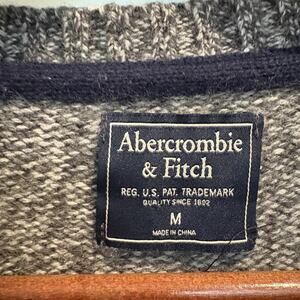 Abercrombie
& Fitch
REG. U.S. PAT. TRADEMARK
QUALITY SINCE 1892
M
MADE IN CHINA